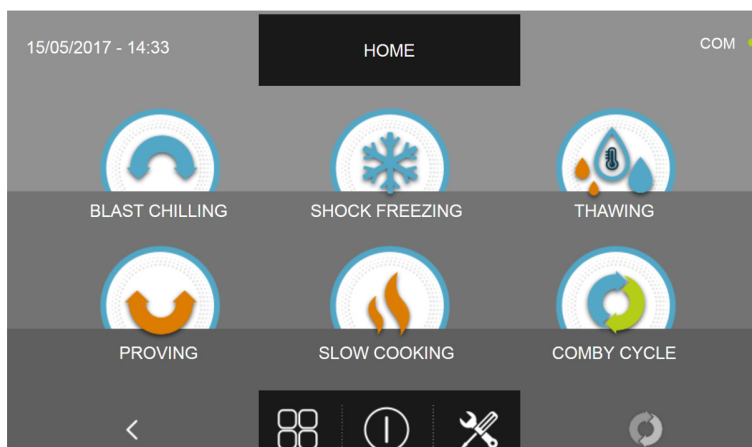 15/05/2017 - 14:33
HOME
COM
BLAST CHILLING
SHOCK FREEZING
THAWING
PROVING
SLOW COOKING
COMBY CYCLE